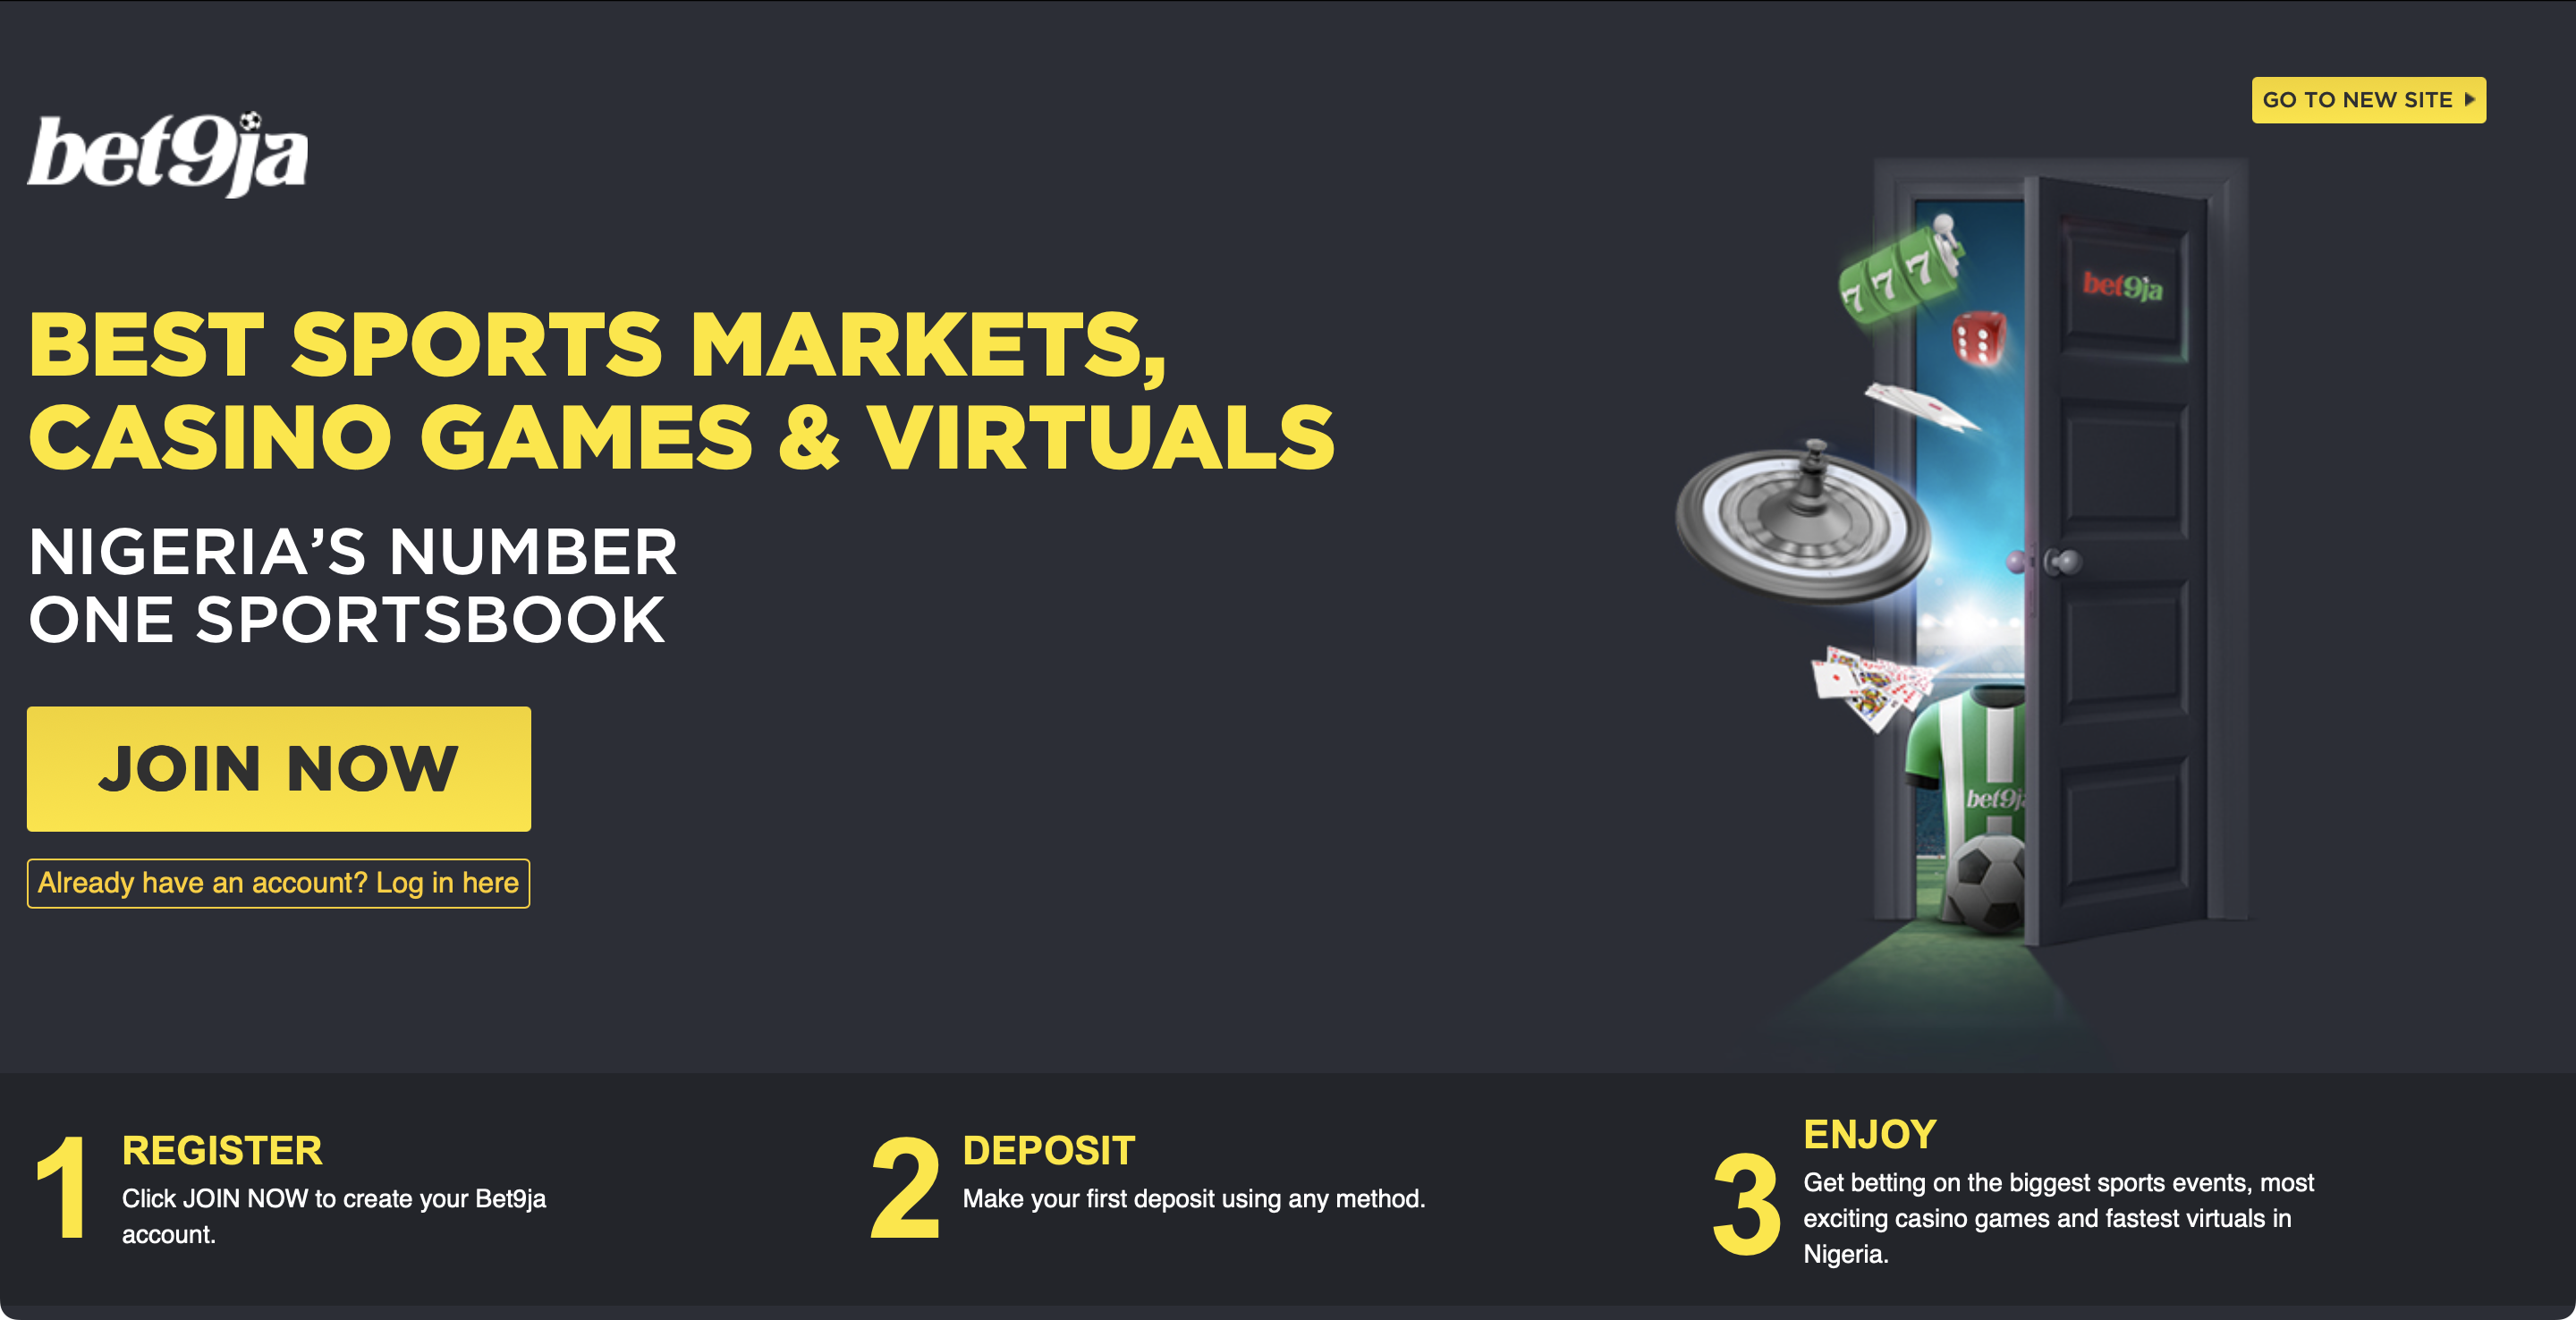 GO TO NEW SITE
bet9ja
BEST SPORTS MARKETS,
CASINO GAMES & VIRTUALS
NIGERIA’S NUMBER
ONE SPORTSBOOK
JOIN NOW
Already have an account? Log in here
777
bet9ja
bet9ja
1
REGISTER
Click JOIN NOW to create your Bet9ja
account.
2
DEPOSIT
Make your first deposit using any method.
3
ENJOY
Get betting on the biggest sports events, most
exciting casino games and fastest virtuals in
Nigeria.